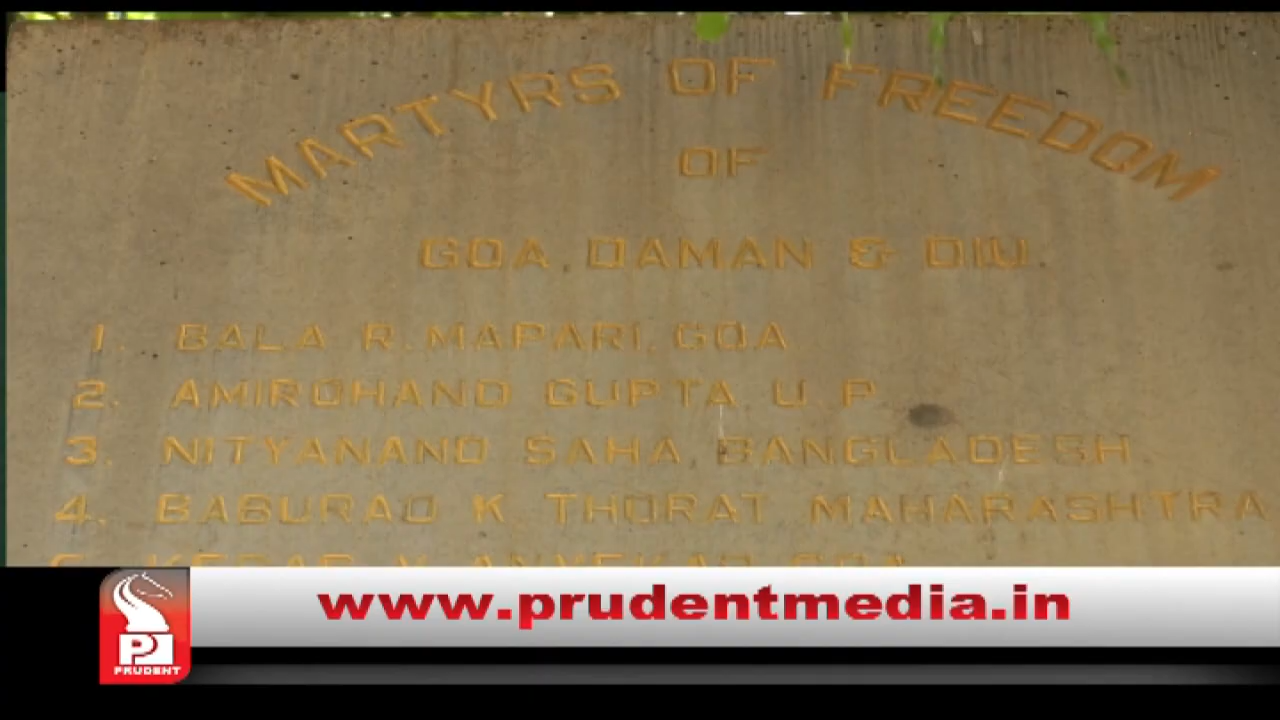 MARTYRS OF FREEDOM
OF
GOA, DAMAN & DIU.
1. BALA R. MAPARI, GOA.
2. AMIRCHAND GUPTA, U. P.
3. NITYANAND SAHA, BANGLADESH.
4. BABURAO K. THORAT, MAHARASHTRA
www.prudentmedia.in
PRUDENT